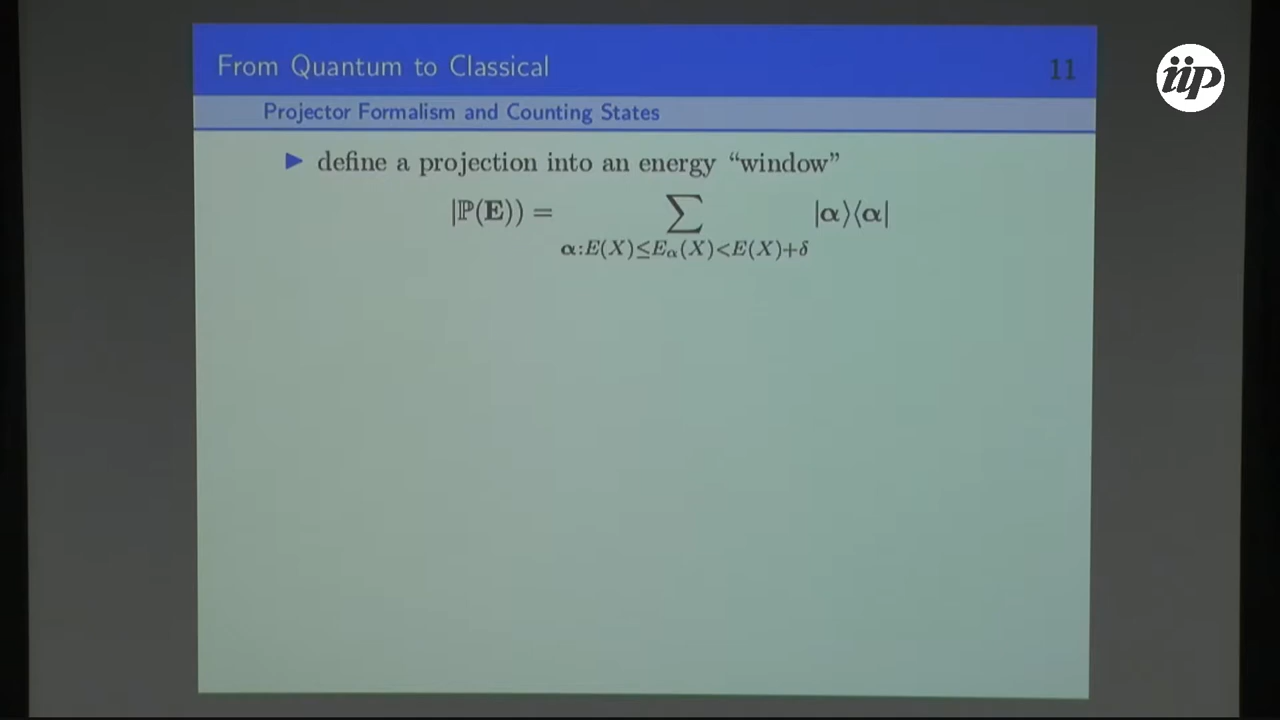 From Quantum to Classical 11
iip
Projector Formalism and Counting States
▶ define a projection into an energy “window”
|ℙ(𝐄)) = ∑ |𝛂⟩⟨𝛂|
𝛂:E(X)≤E_α(X)<E(X)+δ